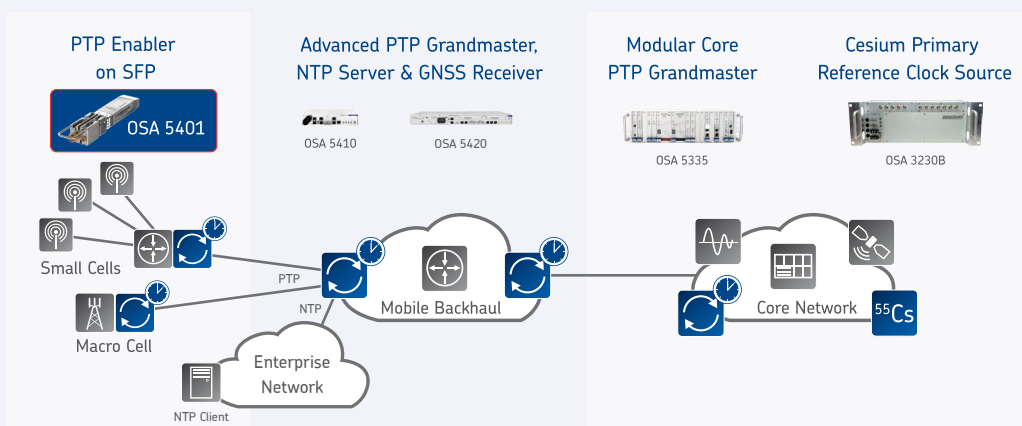 PTP Enabler
on SFP
OSA 5401
Advanced PTP Grandmaster,
NTP Server & GNSS Receiver
OSA 5410
OSA 5420
Modular Core
PTP Grandmaster
OSA 5335
Cesium Primary
Reference Clock Source
OSA 3230B
Small Cells
Macro Cell
PTP
NTP
Mobile Backhaul
Enterprise
Network
NTP Client
Core Network
55Cs